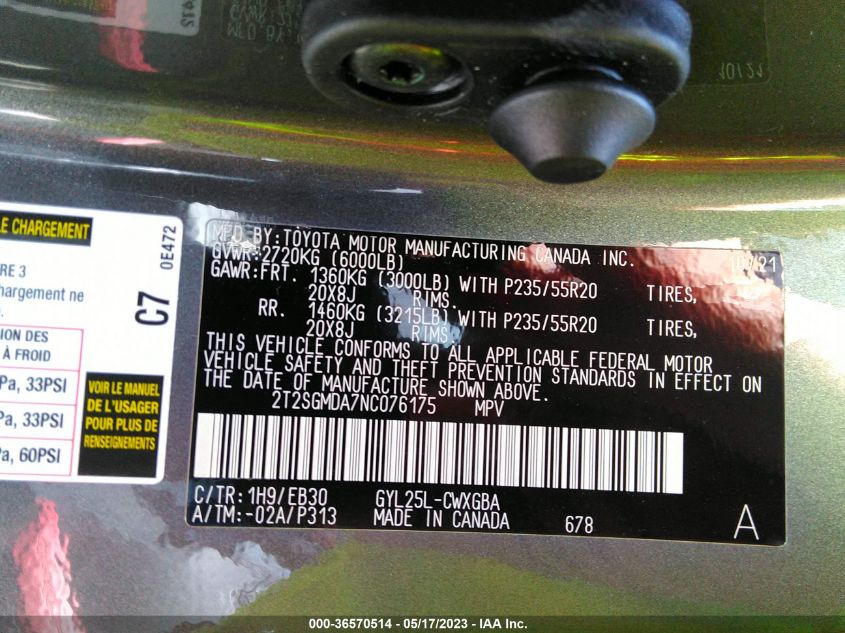 LE CHARGEMENT
0E472
RE 3
chargement ne
C7
ION DES
À FROID
Pa, 33PSI
Pa, 33PSI
Pa, 60PSI
VOIR LE MANUEL
DE L'USAGER
POUR PLUS DE
RENSEIGNEMENTS
MFD BY:TOYOTA MOTOR MANUFACTURING CANADA INC. 10/21
GVWR:2720KG (6000LB)
GAWR:FRT. 1360KG (3000LB) WITH P235/55R20 TIRES,
20X8J RIMS.
RR. 1460KG (3215LB) WITH P235/55R20 TIRES,
20X8J RIMS.
THIS VEHICLE CONFORMS TO ALL APPLICABLE FEDERAL MOTOR
VEHICLE SAFETY AND THEFT PREVENTION STANDARDS IN EFFECT ON
THE DATE OF MANUFACTURE SHOWN ABOVE.
2T2SGMDA7NC076175 MPV
C/TR:1H9/EB30 GYL25L-CWXGBA
A/TM:-02A/P313 MADE IN CANADA 678 A
000-36570514 - 05/17/2023 - IAA Inc.